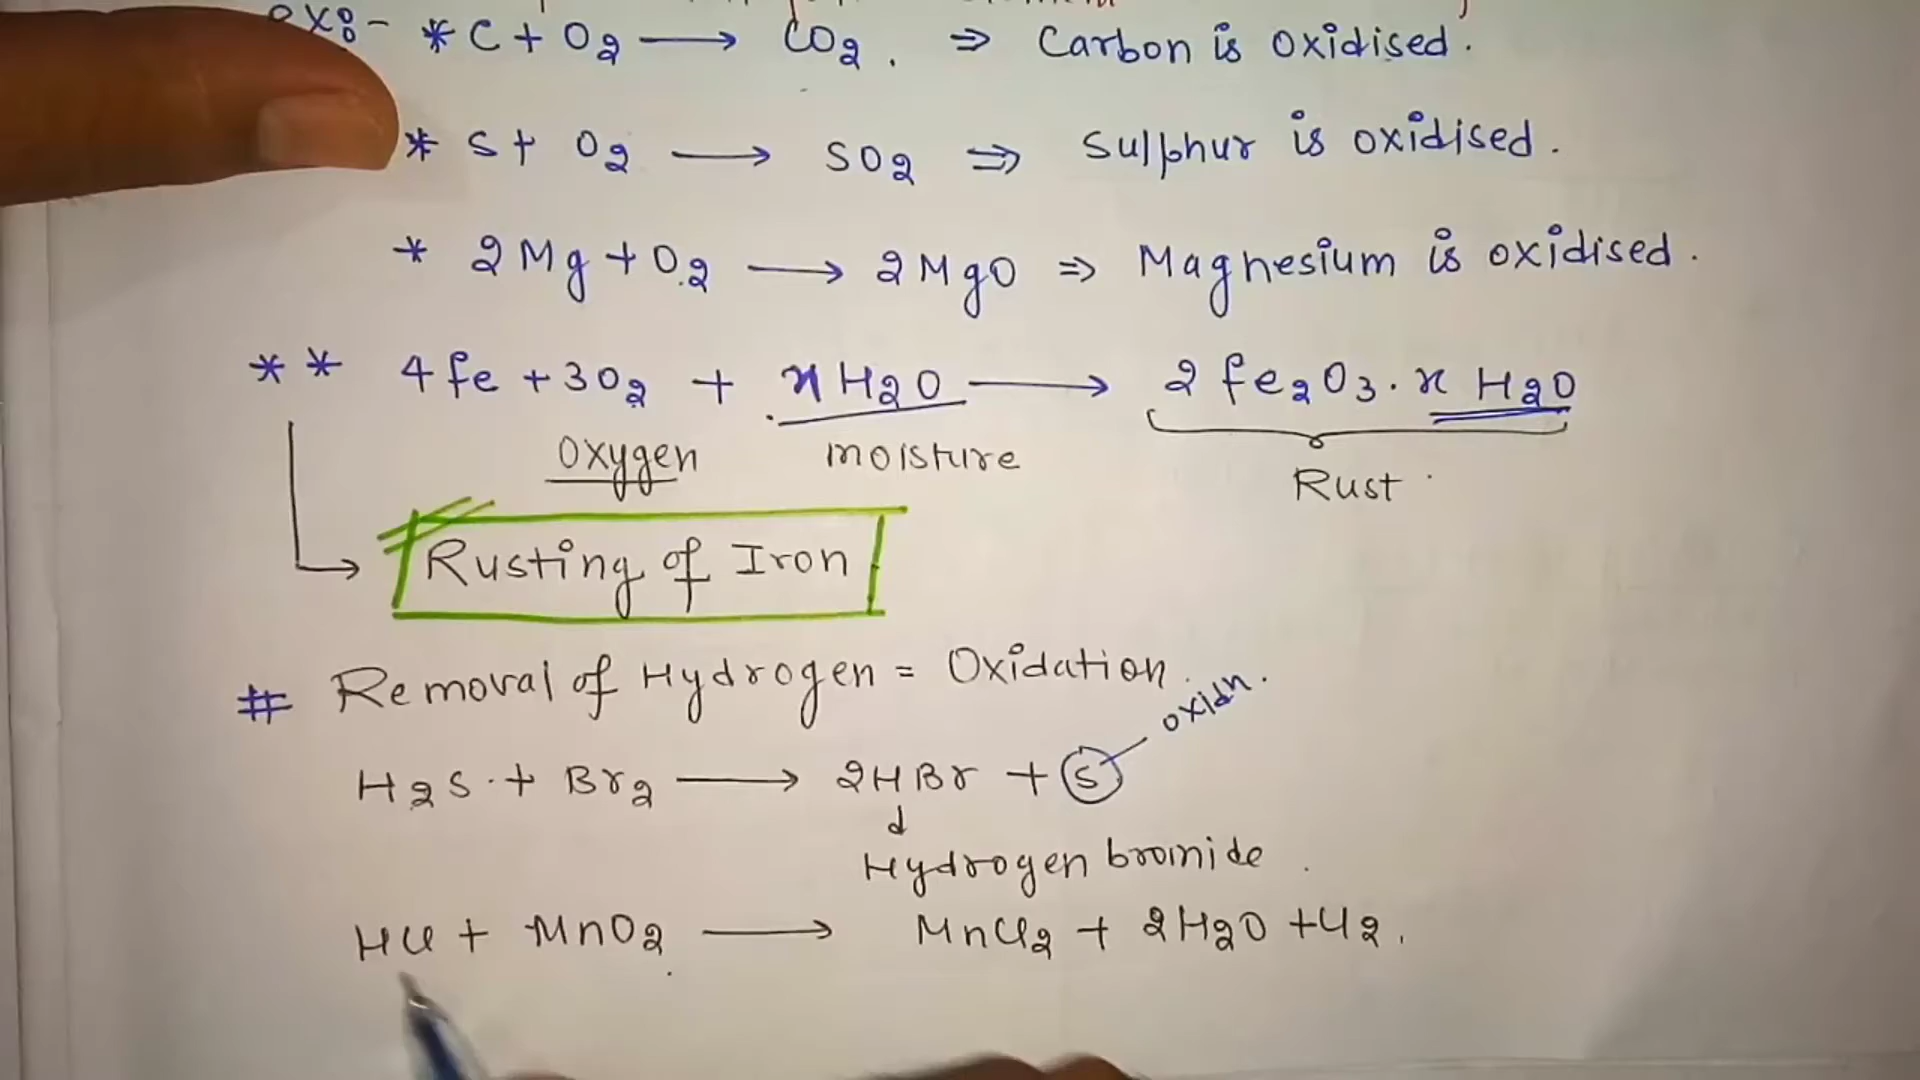 exo- * C + O2 ⟶ CO2 . ⇒ Carbon is oxidised.
* S + O2 ⟶ SO2 ⇒ Sulphur is oxidised.
* 2Mg + O2 ⟶ 2MgO ⇒ Magnesium is oxidised.
** 4fe + 3O2 + xH2O ⟶ 2fe2O3. x H2O
Oxygen moisture Rust
Rusting of Iron
# Removal of Hydrogen = Oxidation.
oxidn.
H2S + Br2 ⟶ 2HBr + S
Hydrogen bromide.
HCl + MnO2 ⟶ MnCl2 + 2H2O + Cl2.